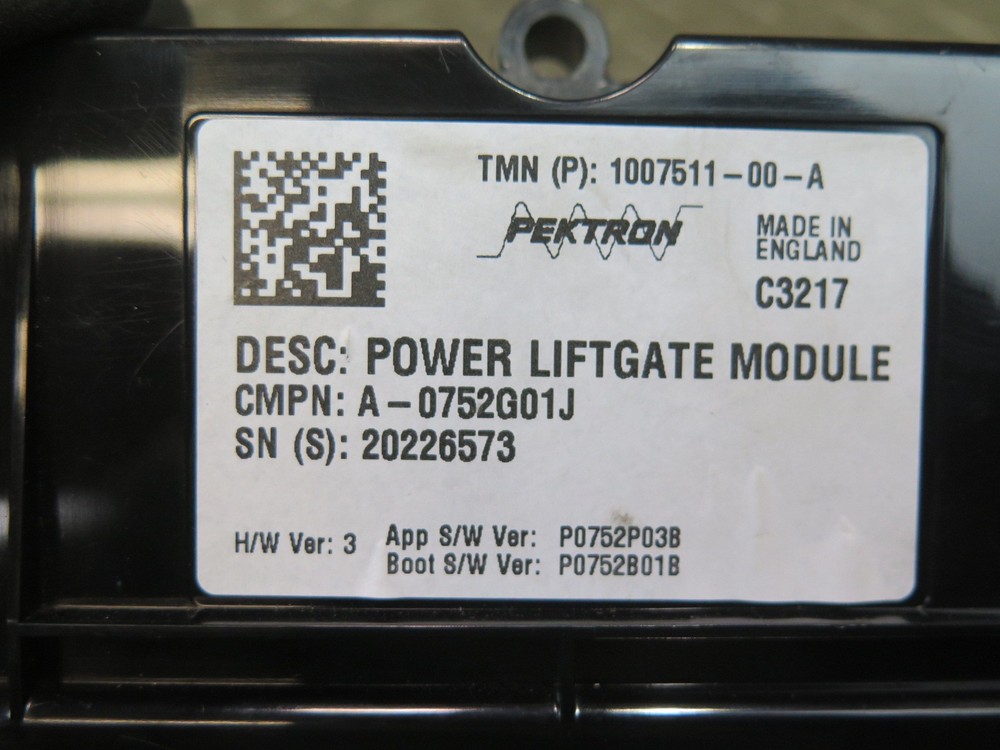 TMN (P): 1007511-00-A
PEKTRON
MADE IN
ENGLAND
C3217
DESC: POWER LIFTGATE MODULE
CMPN: A-0752G01J
SN (S): 20226573
H/W Ver: 3
App S/W Ver: P0752P03B
Boot S/W Ver: P0752B01B